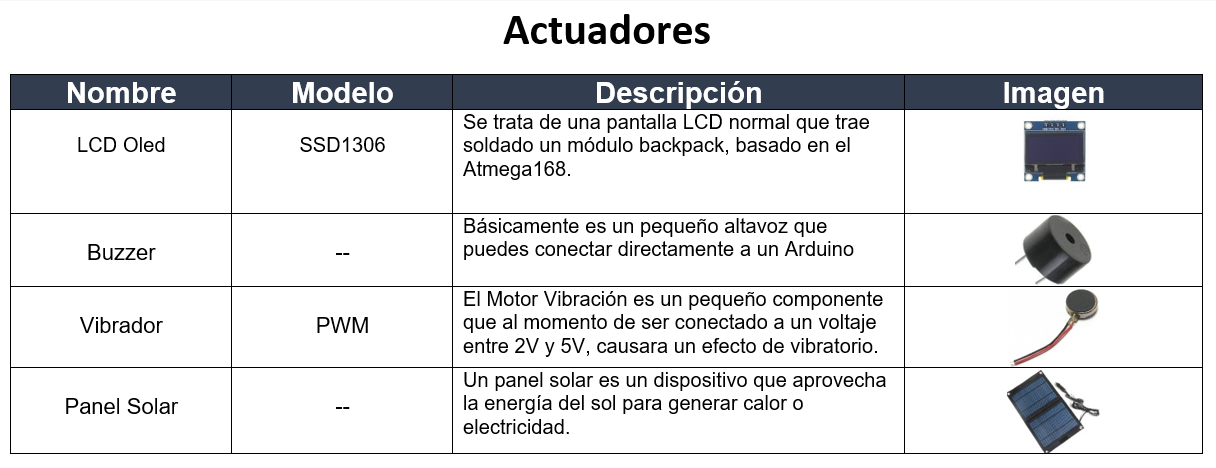 Actuadores
Nombre Modelo Descripción Imagen
LCD Oled SSD1306 Se trata de una pantalla LCD normal que trae
soldado un módulo backpack, basado en el
Atmega168.
Buzzer -- Básicamente es un pequeño altavoz que
puedes conectar directamente a un Arduino
Vibrador PWM El Motor Vibración es un pequeño componente
que al momento de ser conectado a un voltaje
entre 2V y 5V, causara un efecto de vibratorio.
Panel Solar -- Un panel solar es un dispositivo que aprovecha
la energía del sol para generar calor o
electricidad.